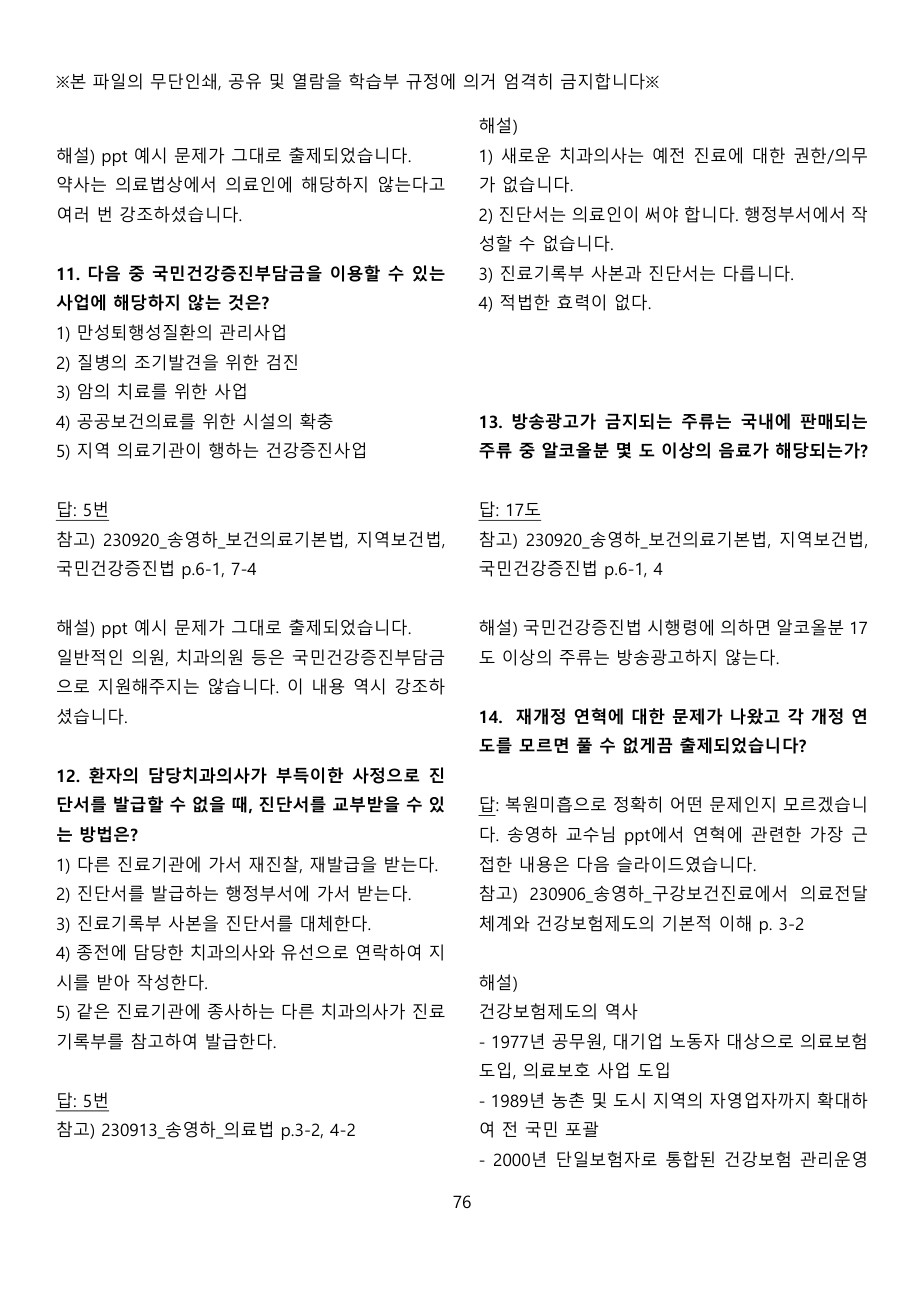 ※본 파일의 무단인쇄, 공유 및 열람을 학습부 규정에 의거 엄격히 금지합니다※
해설) ppt 예시 문제가 그대로 출제되었습니다.
약사는 의료법상에서 의료인에 해당하지 않는다고
여러 번 강조하셨습니다.
11. 다음 중 국민건강증진부담금을 이용할 수 있는
사업에 해당하지 않는 것은?
1) 만성퇴행성질환의 관리사업
2) 질병의 조기발견을 위한 검진
3) 암의 치료를 위한 사업
4) 공공보건의료를 위한 시설의 확충
5) 지역 의료기관이 행하는 건강증진사업
답: 5번
참고) 230920_송영하_보건의료기본법, 지역보건법,
국민건강증진법 p.6-1, 7-4
해설) ppt 예시 문제가 그대로 출제되었습니다.
일반적인 의원, 치과의원 등은 국민건강증진부담금
으로 지원해주지는 않습니다. 이 내용 역시 강조하
셨습니다.
12. 환자의 담당치과의사가 부득이한 사정으로 진
단서를 발급할 수 없을 때, 진단서를 교부받을 수 있
는 방법은?
1) 다른 진료기관에 가서 재진찰, 재발급을 받는다.
2) 진단서를 발급하는 행정부서에 가서 받는다.
3) 진료기록부 사본을 진단서를 대체한다.
4) 종전에 담당한 치과의사와 유선으로 연락하여 지
시를 받아 작성한다.
5) 같은 진료기관에 종사하는 다른 치과의사가 진료
기록부를 참고하여 발급한다.
답: 5번
참고) 230913_송영하_의료법 p.3-2, 4-2
해설)
1) 새로운 치과의사는 예전 진료에 대한 권한/의무
가 없습니다.
2) 진단서는 의료인이 써야 합니다. 행정부서에서 작
성할 수 없습니다.
3) 진료기록부 사본과 진단서는 다릅니다.
4) 적법한 효력이 없다.
13. 방송광고가 금지되는 주류는 국내에 판매되는
주류 중 알코올분 몇 도 이상의 음료가 해당되는가?
답: 17도
참고) 230920_송영하_보건의료기본법, 지역보건법,
국민건강증진법 p.6-1, 4
해설) 국민건강증진법 시행령에 의하면 알코올분 17
도 이상의 주류는 방송광고하지 않는다.
14. 재개정 연혁에 대한 문제가 나왔고 각 개정 연
도를 모르면 풀 수 없게끔 출제되었습니다?
답: 복원미흡으로 정확히 어떤 문제인지 모르겠습니
다. 송영하 교수님 ppt에서 연혁에 관련한 가장 근
접한 내용은 다음 슬라이드였습니다.
참고) 230906_송영하_구강보건진료에서 의료전달
체계와 건강보험제도의 기본적 이해 p. 3-2
해설)
건강보험제도의 역사
- 1977년 공무원, 대기업 노동자 대상으로 의료보험
도입, 의료보호 사업 도입
- 1989년 농촌 및 도시 지역의 자영업자까지 확대하
여 전 국민 포괄
- 2000년 단일보험자로 통합된 건강보험 관리운영
76